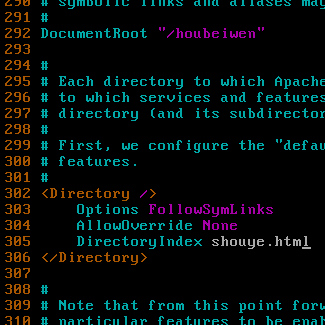 290 # symbolic links and aliases may
291 #
292 DocumentRoot "/houbeiwen"
293
294 #
295 # Each directory to which Apache
296 # to which services and features
297 # directory (and its subdirector
298 #
299 # First, we configure the "defau
300 # features.
301 #
302 <Directory />
303     Options FollowSymLinks
304     AllowOverride None
305     DirectoryIndex shouye.html
306 </Directory>
307
308 #
309 # Note that from this point forw
310 # particular features to be enab